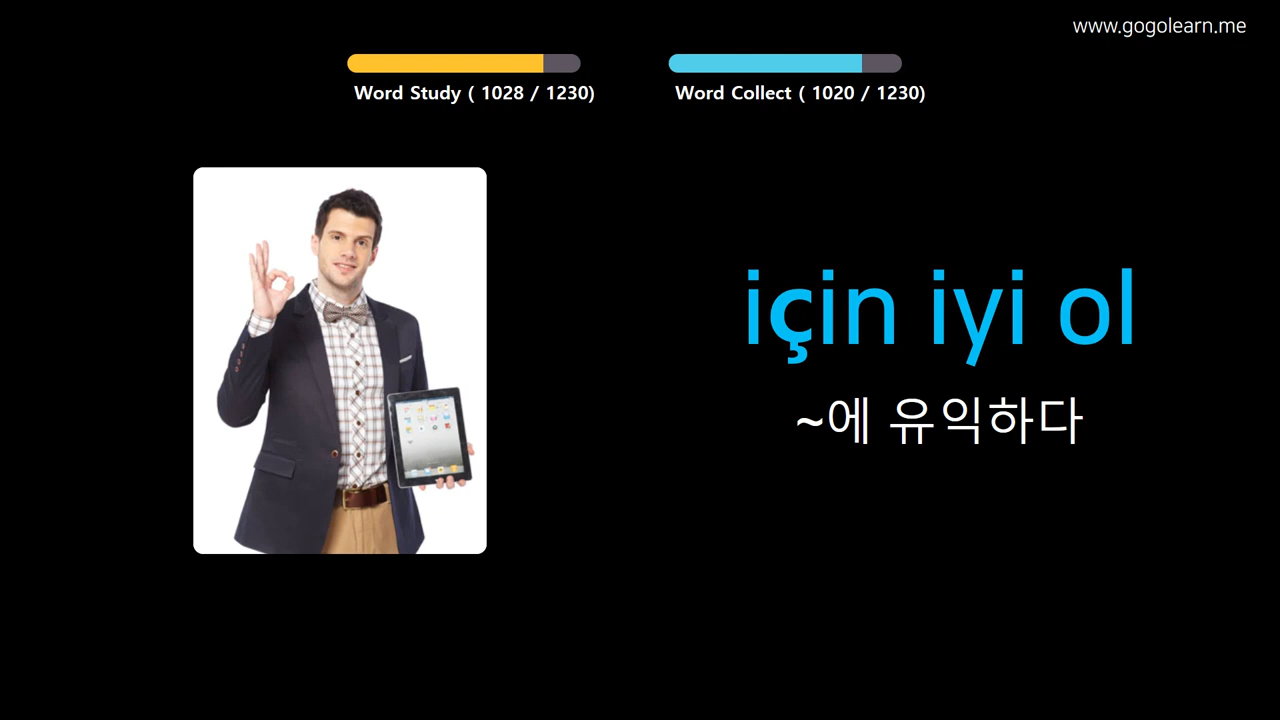 www.gogolearn.me
Word Study ( 1028 / 1230)
Word Collect ( 1020 / 1230)
için iyi ol
~에 유익하다